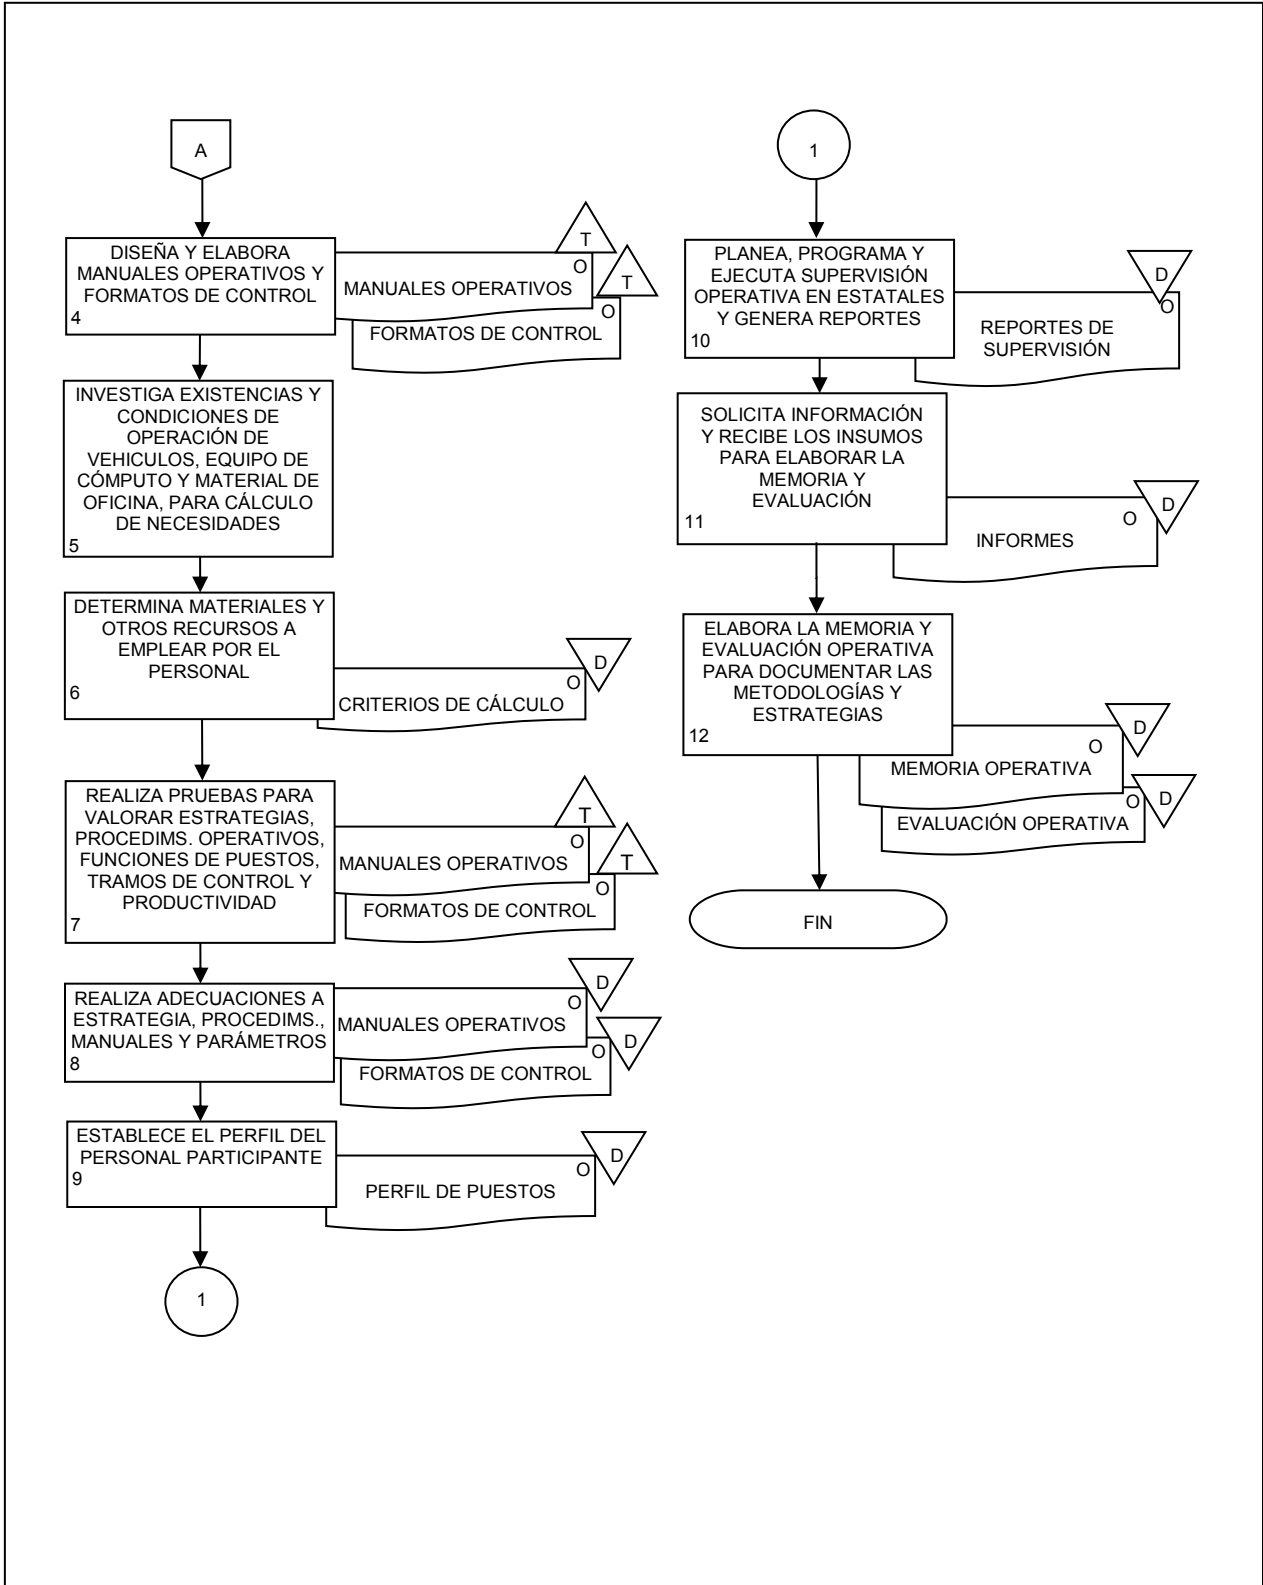 A
DISEÑA Y ELABORA
MANUALES OPERATIVOS Y
FORMATOS DE CONTROL
4
T
O
MANUALES OPERATIVOS
T
O
FORMATOS DE CONTROL
INVESTIGA EXISTENCIAS Y
CONDICIONES DE
OPERACIÓN DE
VEHICULOS, EQUIPO DE
CÓMPUTO Y MATERIAL DE
OFICINA, PARA CÁLCULO
DE NECESIDADES
5
DETERMINA MATERIALES Y
OTROS RECURSOS A
EMPLEAR POR EL
PERSONAL
6
D
O
CRITERIOS DE CÁLCULO
REALIZA PRUEBAS PARA
VALORAR ESTRATEGIAS,
PROCEDIMS. OPERATIVOS,
FUNCIONES DE PUESTOS,
TRAMOS DE CONTROL Y
PRODUCTIVIDAD
7
T
O
MANUALES OPERATIVOS
T
O
FORMATOS DE CONTROL
REALIZA ADECUACIONES A
ESTRATEGIA, PROCEDIMS.,
MANUALES Y PARÁMETROS
8
D
O
MANUALES OPERATIVOS
D
O
FORMATOS DE CONTROL
ESTABLECE EL PERFIL DEL
PERSONAL PARTICIPANTE
9
D
O
PERFIL DE PUESTOS
1
1
PLANEA, PROGRAMA Y
EJECUTA SUPERVISIÓN
OPERATIVA EN ESTATALES
Y GENERA REPORTES
10
D
O
REPORTES DE
SUPERVISIÓN
SOLICITA INFORMACIÓN
Y RECIBE LOS INSUMOS
PARA ELABORAR LA
MEMORIA Y
EVALUACIÓN
11
D
O
INFORMES
ELABORA LA MEMORIA Y
EVALUACIÓN OPERATIVA
PARA DOCUMENTAR LAS
METODOLOGÍAS Y
ESTRATEGIAS
12
D
O
MEMORIA OPERATIVA
D
O
EVALUACIÓN OPERATIVA
FIN